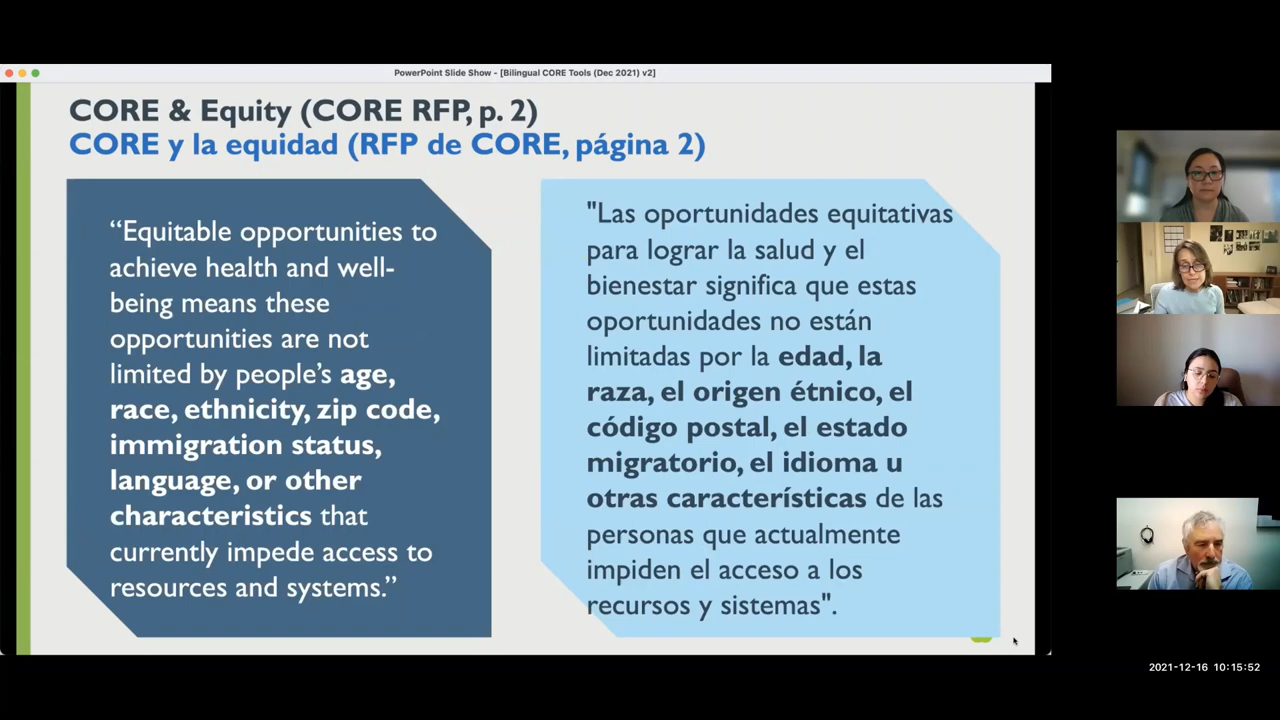 PowerPoint Slide Show - [Bilingual CORE Tools (Dec 2021) v2]
CORE & Equity (CORE RFP, p. 2)
CORE y la equidad (RFP de CORE, página 2)
“Equitable opportunities to
achieve health and well-
being means these
opportunities are not
limited by people’s age,
race, ethnicity, zip code,
immigration status,
language, or other
characteristics that
currently impede access to
resources and systems.”
"Las oportunidades equitativas
para lograr la salud y el
bienestar significa que estas
oportunidades no están
limitadas por la edad, la
raza, el origen étnico, el
código postal, el estado
migratorio, el idioma u
otras características de las
personas que actualmente
impiden el acceso a los
recursos y sistemas".
2021-12-16 10:15:52